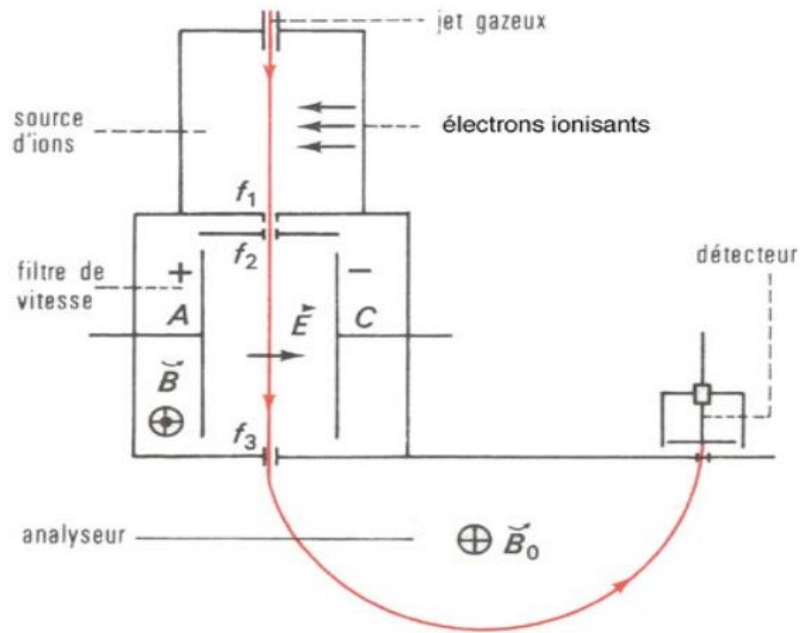 jet gazeux
source
d'ions
électrons ionisants
f1
f2
filtre de
vitesse
+
−
A
E
C
détecteur
B
f3
analyseur
B0